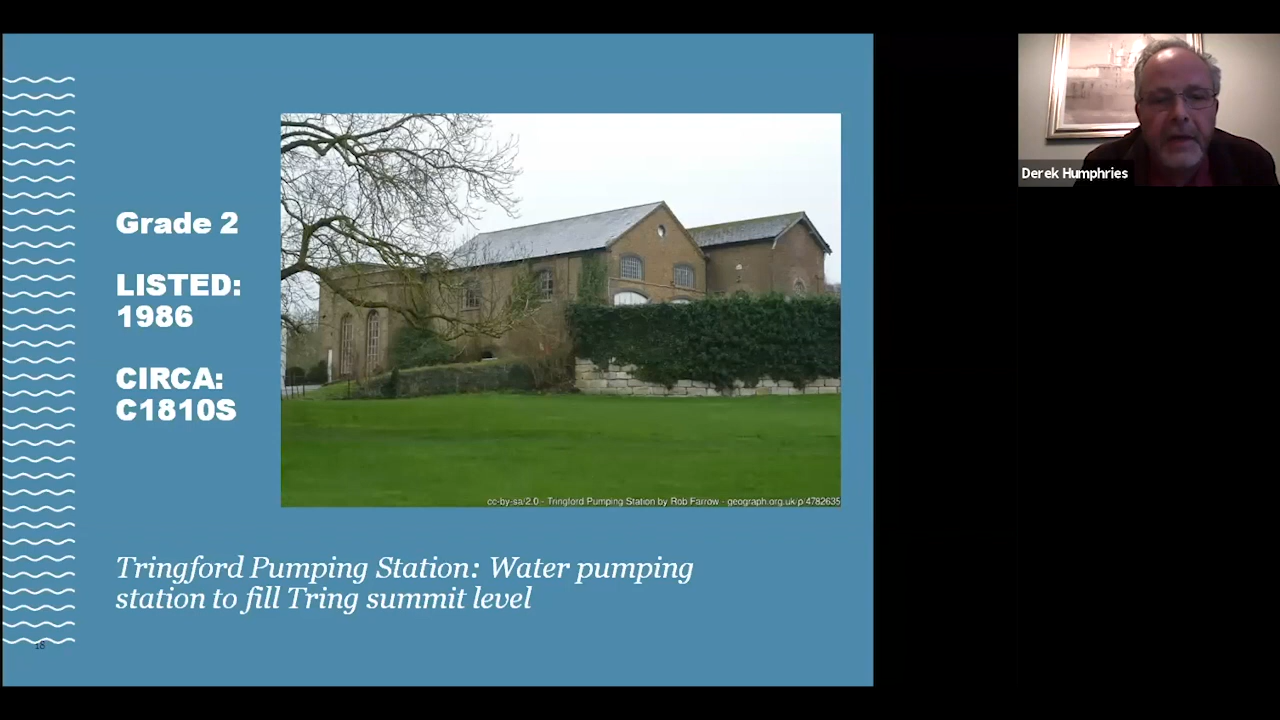 Grade 2
LISTED:
1986
CIRCA:
C1810S
cc-by-sa/2.0 - Tringford Pumping Station by Rob Farrow - geograph.org.uk/p/4782635
Tringford Pumping Station: Water pumping
station to fill Tring summit level
18
Derek Humphries